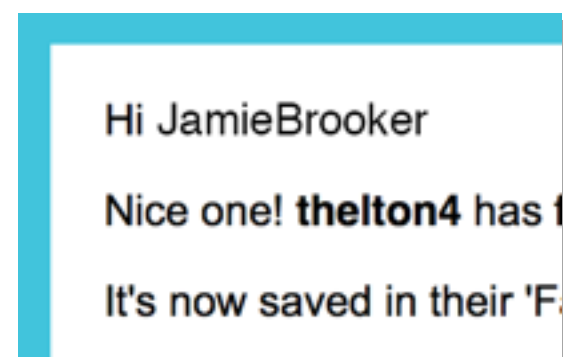 Hi JamieBrooker
Nice one! thelton4 has
It's now saved in their